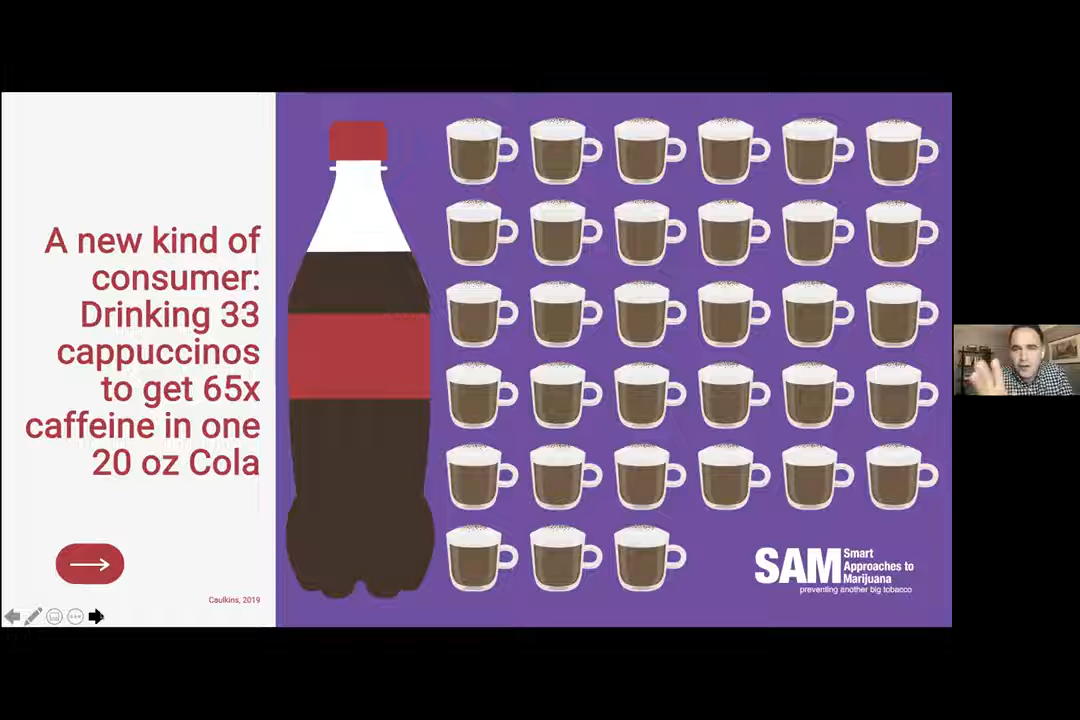 A new kind of
consumer:
Drinking 33
cappuccinos
to get 65x
caffeine in one
20 oz Cola
Caulkins, 2019
SAM Smart
Approaches to
Marijuana
preventing another big tobacco